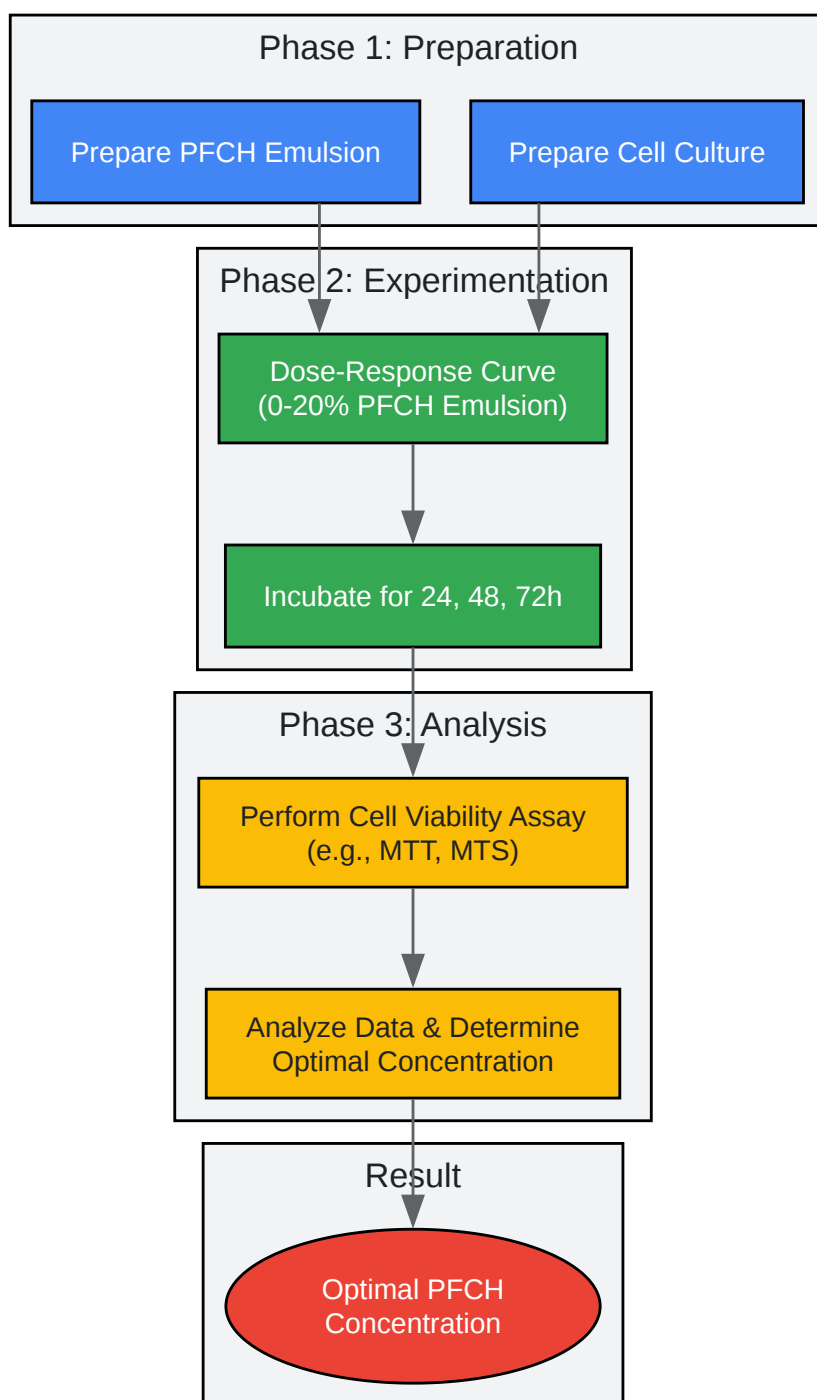 Phase 1: Preparation
Prepare PFCH Emulsion
Prepare Cell Culture
Phase 2: Experimentation
Dose-Response Curve
(0-20% PFCH Emulsion)
Incubate for 24, 48, 72h
Phase 3: Analysis
Perform Cell Viability Assay
(e.g., MTT, MTS)
Analyze Data & Determine
Optimal Concentration
Result
Optimal PFCH
Concentration